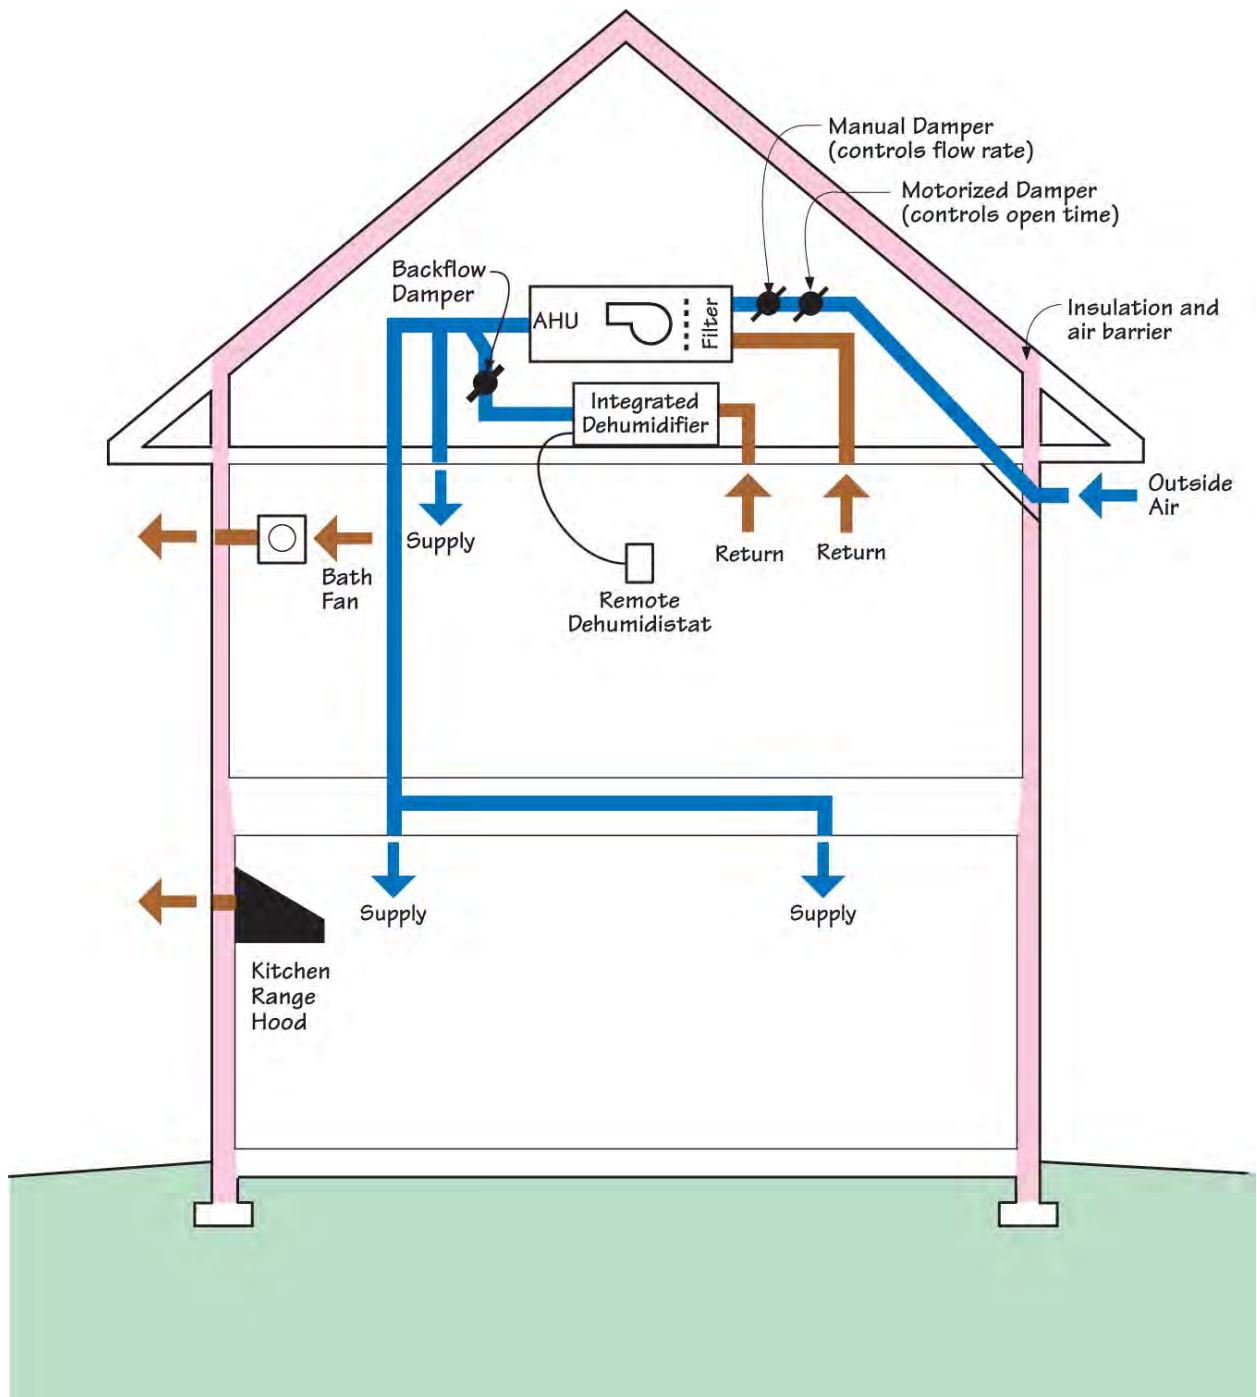 Manual Damper
(controls flow rate)
Motorized Damper
(controls open time)
Backflow
Damper
AHU
Filter
Insulation and
air barrier
Integrated
Dehumidifier
Outside
Air
Supply
Return
Return
Bath
Fan
Remote
Dehumidistat
Supply
Supply
Kitchen
Range
Hood